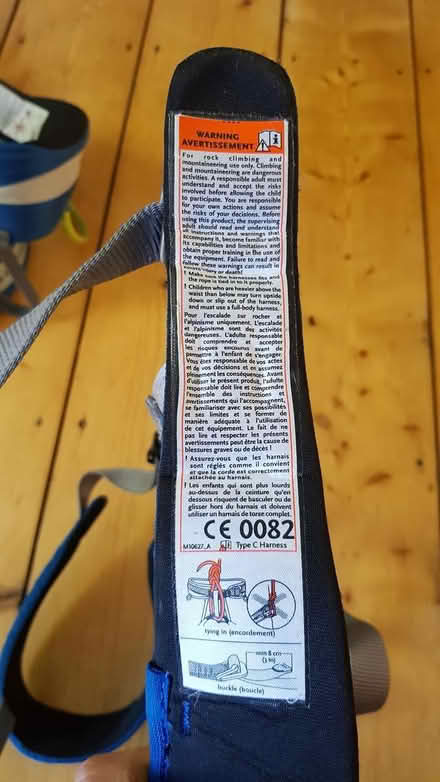 WARNING
AVERTISSEMENT
For rock climbing and
mountaineering use only. Climbing
and mountaineering are dangerous
activities. A responsible adult must
understand and accept the risks
involved before allowing the child
to participate. You are responsible
for your own actions and assume
the risks of your decisions. Before
using this product, the supervising
adult should read and understand
all instructions and warnings that
accompany it, become familiar with
its capabilities and limitations and
obtain proper training in the use of
the equipment. Failure to read and
follow these warnings can result in
injury or death!
! Make sure the harness fits and
the rope is tied in to it properly.
! Children who are heavier above the
waist than below may turn upside
down or slip out of the harness,
and must use a full-body harness.
Pour l'escalade sur rocher et
l'alpinisme uniquement. L'escalade
et l'alpinisme sont des activités
dangereuses. L'adulte responsable
doit comprendre et accepter
les risques encourus avant de
permettre à l'enfant de s'engager.
Vous êtes responsable de vos actes
et de vos décisions et en assumez
pleinement les conséquences. Avant
d'utiliser le présent produit, l'adulte
responsable doit lire et comprendre
l'ensemble des instructions et
avertissements qui l'accompagnent,
se familiariser avec ses possibilités
et ses limites et se former de
manière adéquate à l'utilisation
de cet équipement. Le fait de ne
pas lire et respecter les présents
avertissements peut être la cause de
blessures graves ou de décès !
! Assurez-vous que les harnais
sont réglés comme il convient
et que la corde est correctement
attachée au harnais.
! Les enfants qui sont plus lourds
au-dessus de la ceinture qu'en
dessous risquent de basculer ou de
glisser hors du harnais et doivent
utiliser un harnais de torse complet.
CE 0082
M10627_A Type C Harness
tying in (encordement)
min 8 cm
(3 in)
buckle (boucle)